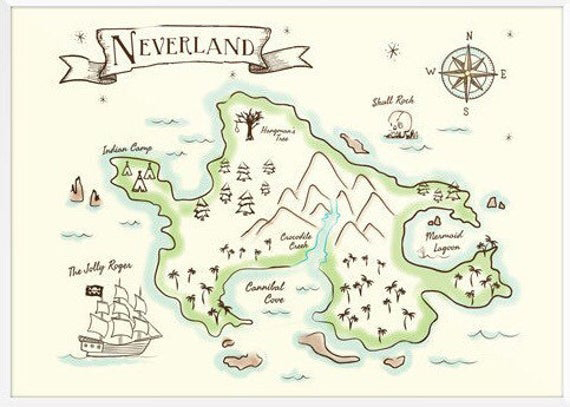 NEVERLAND
N
W E
S
Skull Rock
Hangman's
Tree
Indian Camp
Crocodile
Creek
Mermaid
Lagoon
The Jolly Roger
Cannibal
Cove